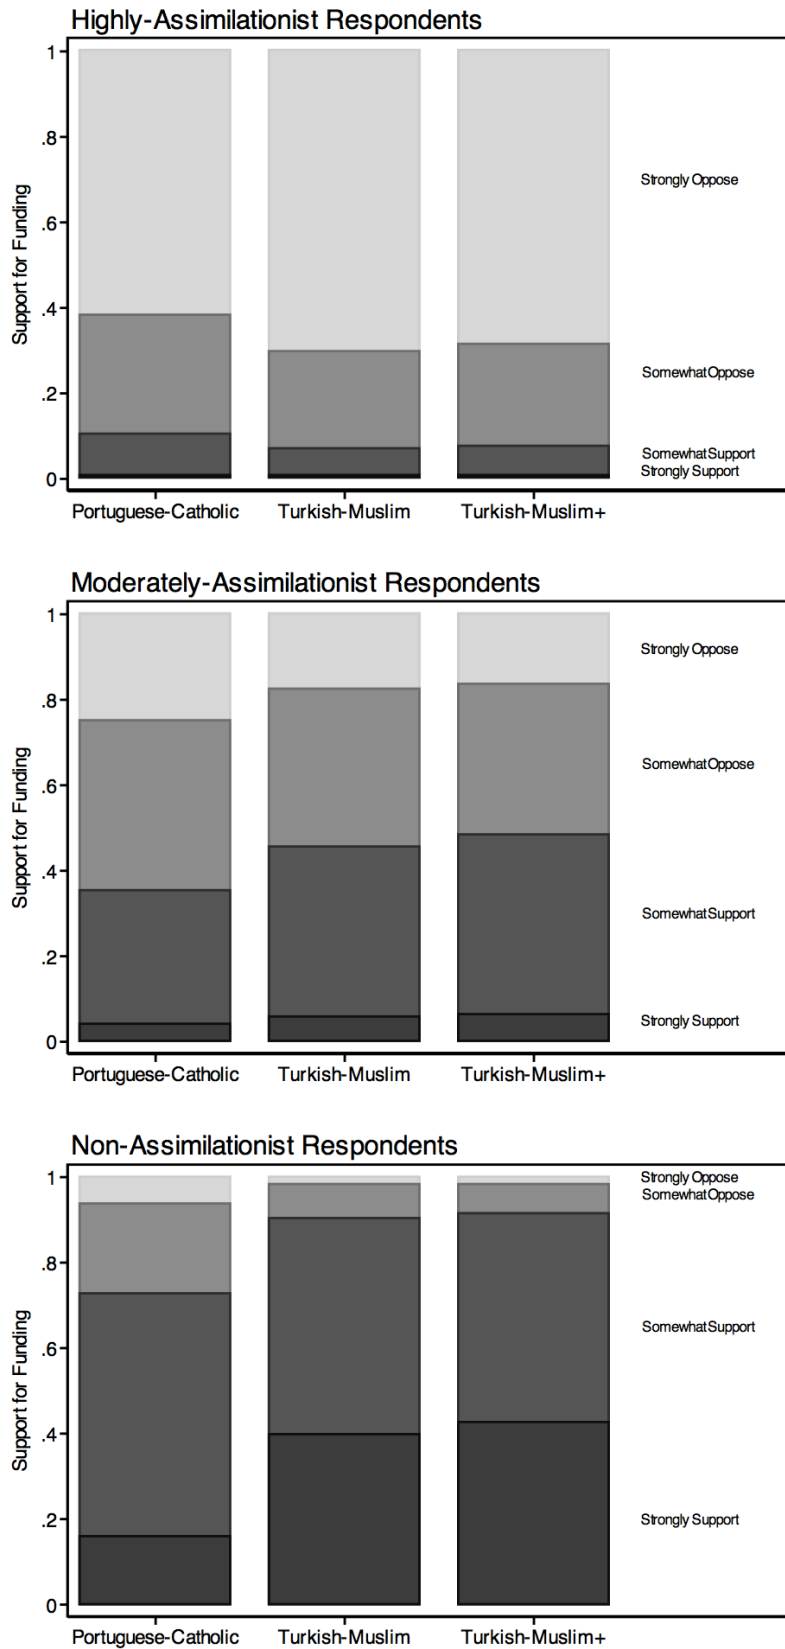 Highly-Assimilationist Respondents
1
.8
Strongly Oppose
.6
Support for Funding
.4
Somewhat Oppose
.2
Somewhat Support
Strongly Support
0
Portuguese-Catholic Turkish-Muslim Turkish-Muslim+
Moderately-Assimilationist Respondents
1
Strongly Oppose
.8
Somewhat Oppose
.6
Support for Funding
.4
Somewhat Support
.2
Strongly Support
0
Portuguese-Catholic Turkish-Muslim Turkish-Muslim+
Non-Assimilationist Respondents
1
Strongly Oppose
Somewhat Oppose
.8
Somewhat Support
.6
Support for Funding
.4
.2
Strongly Support
0
Portuguese-Catholic Turkish-Muslim Turkish-Muslim+